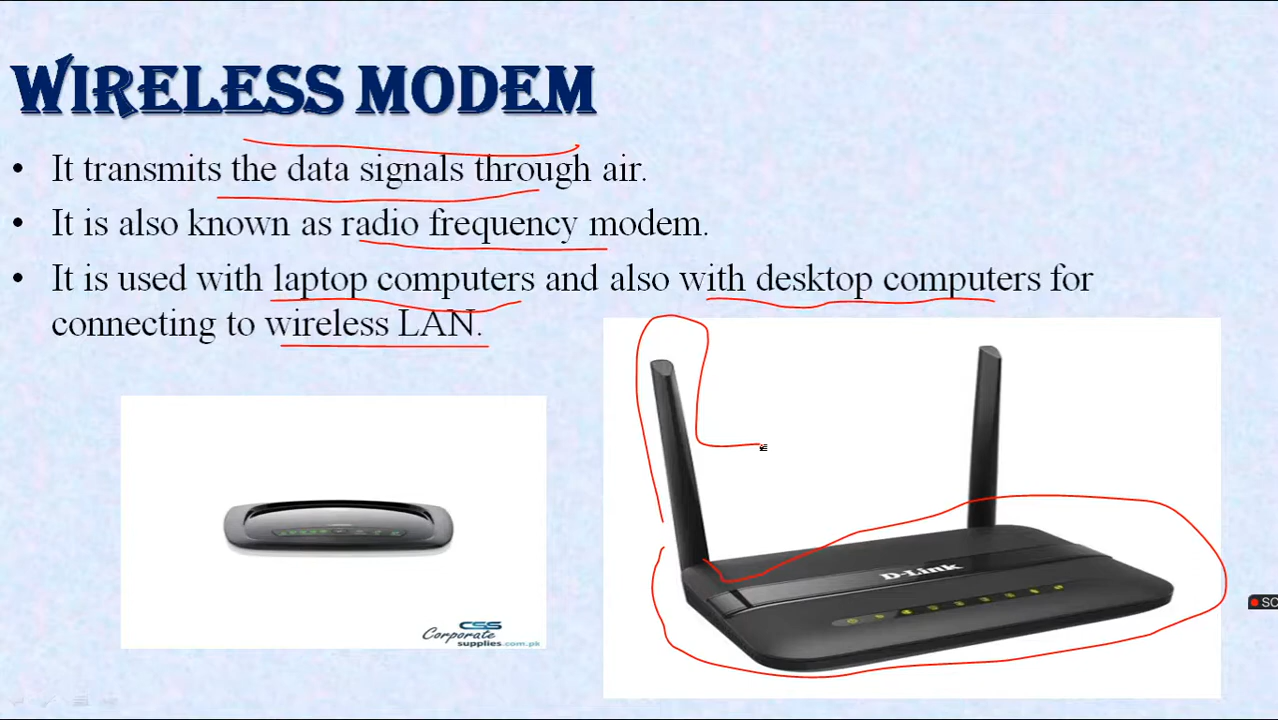 WIRELESS MODEM
• It transmits the data signals through air.
• It is also known as radio frequency modem.
• It is used with laptop computers and also with desktop computers for
connecting to wireless LAN.
D-Link
CSS
Corporate
supplies.com.pk
SC